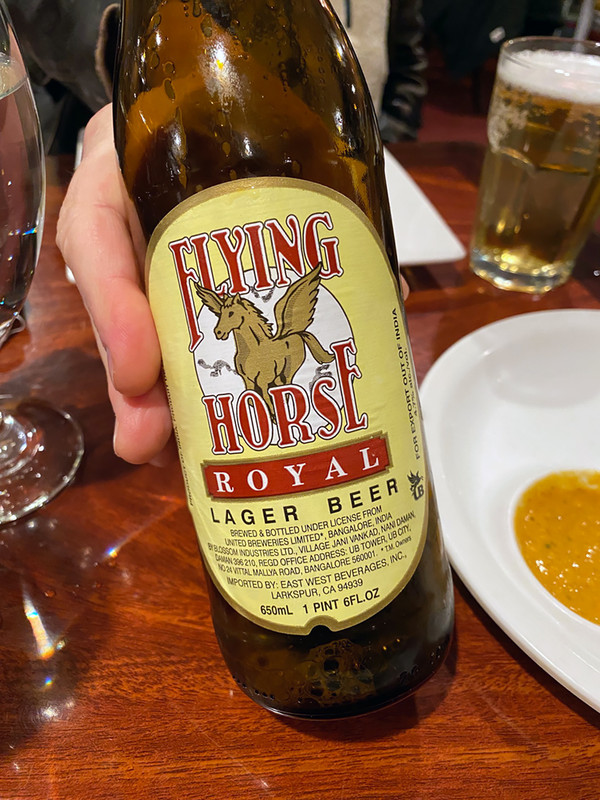 FLYING
HORSE
ROYAL
LAGER BEER
BREWED & BOTTLED UNDER LICENSE FROM
UNITED BREWERIES LIMITED*, BANGALORE, INDIA
BY BLOSSOM INDUSTRIES LTD., VILLAGE JANI VANKAD, NANI DAMAN,
DAMAN 396 210, REGD OFFICE ADDRESS: UB TOWER, UB CITY,
NO 24 VITTAL MALLYA ROAD, BANGALORE 560001. *T.M. Owners
IMPORTED BY: EAST WEST BEVERAGES, INC.,
LARKSPUR, CA 94939
650mL 1 PINT 6FL.OZ
FOR EXPORT OUT OF INDIA
UB